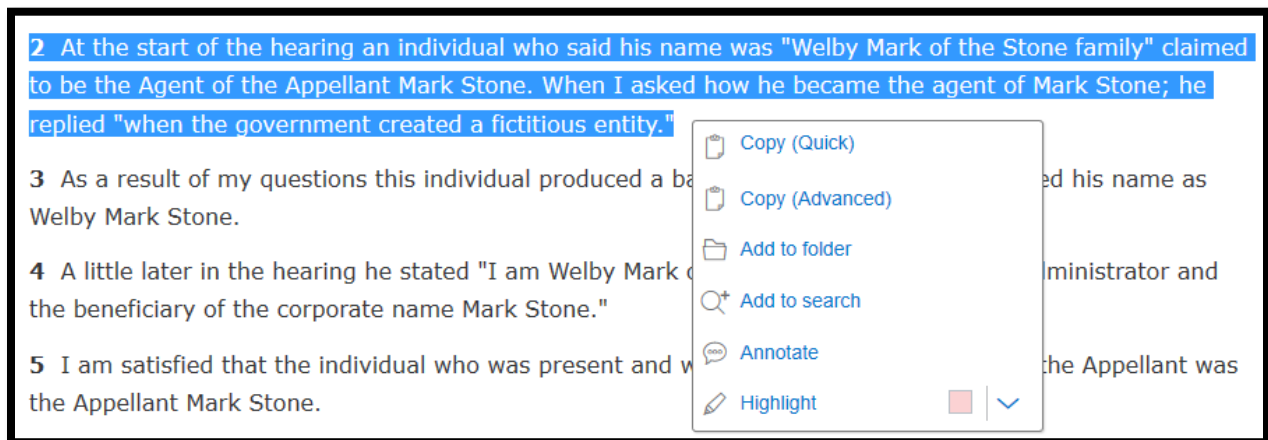 2 At the start of the hearing an individual who said his name was "Welby Mark of the Stone family" claimed
to be the Agent of the Appellant Mark Stone. When I asked how he became the agent of Mark Stone; he
replied "when the government created a fictitious entity."
3 As a result of my questions this individual produced a ed his name as
Welby Mark Stone.
4 A little later in the hearing he stated "I am Welby Mark and
the beneficiary of the corporate name Mark Stone."
5 I am satisfied that the individual who was present and the Appellant was
the Appellant Mark Stone.
Copy (Quick)
Copy (Advanced)
Add to folder
Add to search
Annotate
Highlight